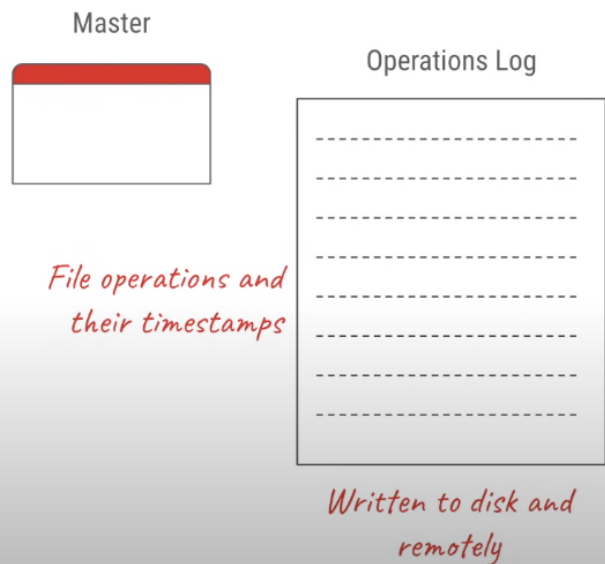 Master
Operations Log
File operations and
their timestamps
Written to disk and
remotely